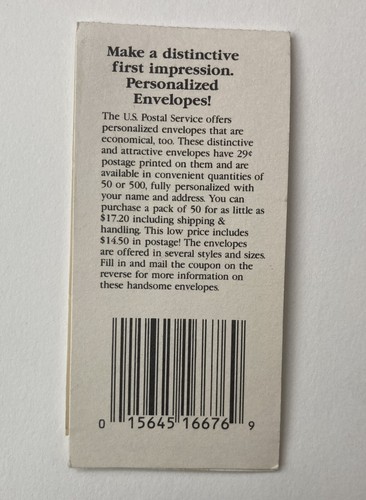 Make a distinctive
first impression.
Personalized
Envelopes!
The U.S. Postal Service offers
personalized envelopes that are
economical, too. These distinctive
and attractive envelopes have 29¢
postage printed on them and are
available in convenient quantities of
50 or 500, fully personalized with
your name and address. You can
purchase a pack of 50 for as little as
$17.20 including shipping &
handling. This low price includes
$14.50 in postage! The envelopes
are offered in several styles and sizes.
Fill in and mail the coupon on the
reverse for more information on
these handsome envelopes.
0 15645 16676 9